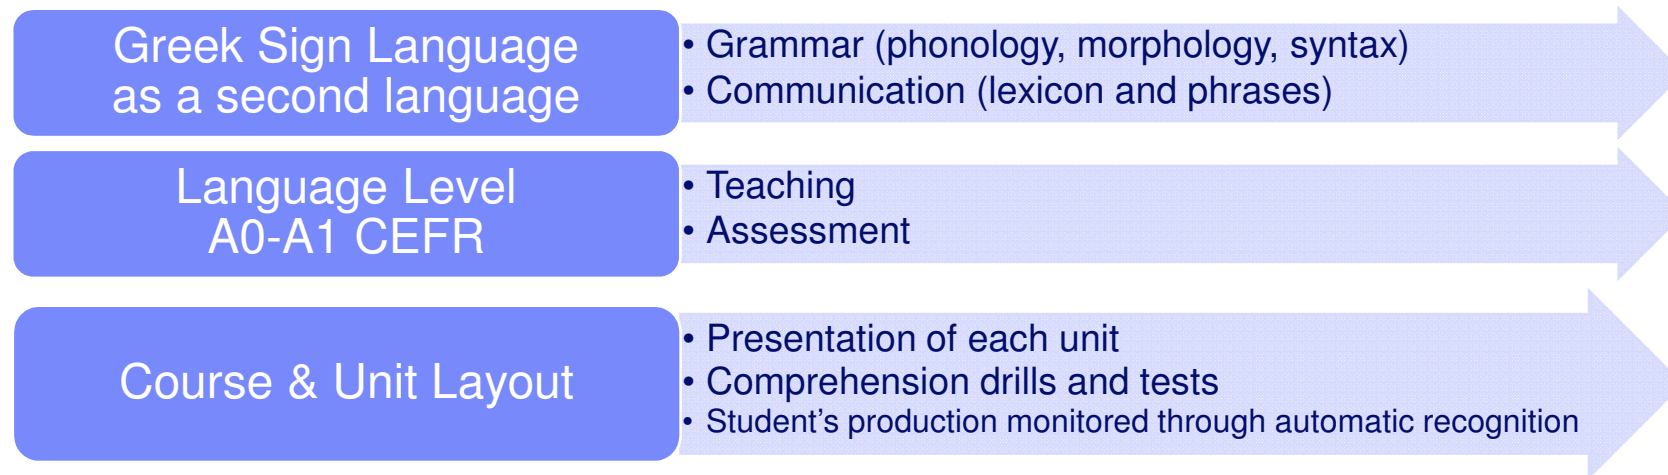 Greek Sign Language
as a second language
• Grammar (phonology, morphology, syntax)
• Communication (lexicon and phrases)
Language Level
A0-A1 CEFR
• Teaching
• Assessment
Course & Unit Layout
• Presentation of each unit
• Comprehension drills and tests
• Student’s production monitored through automatic recognition